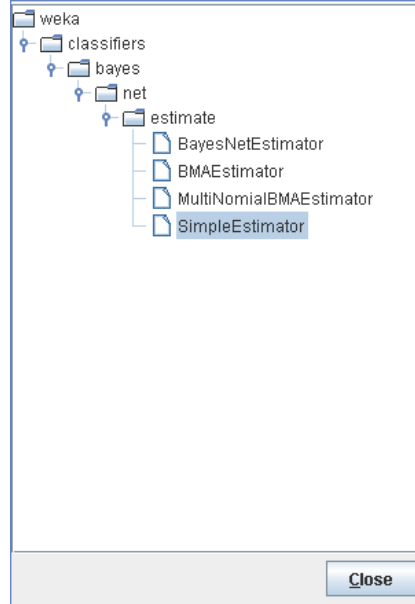 weka
classifiers
bayes
net
estimate
BayesNetEstimator
BMAEstimator
MultiNomialBMAEstimator
SimpleEstimator
Close